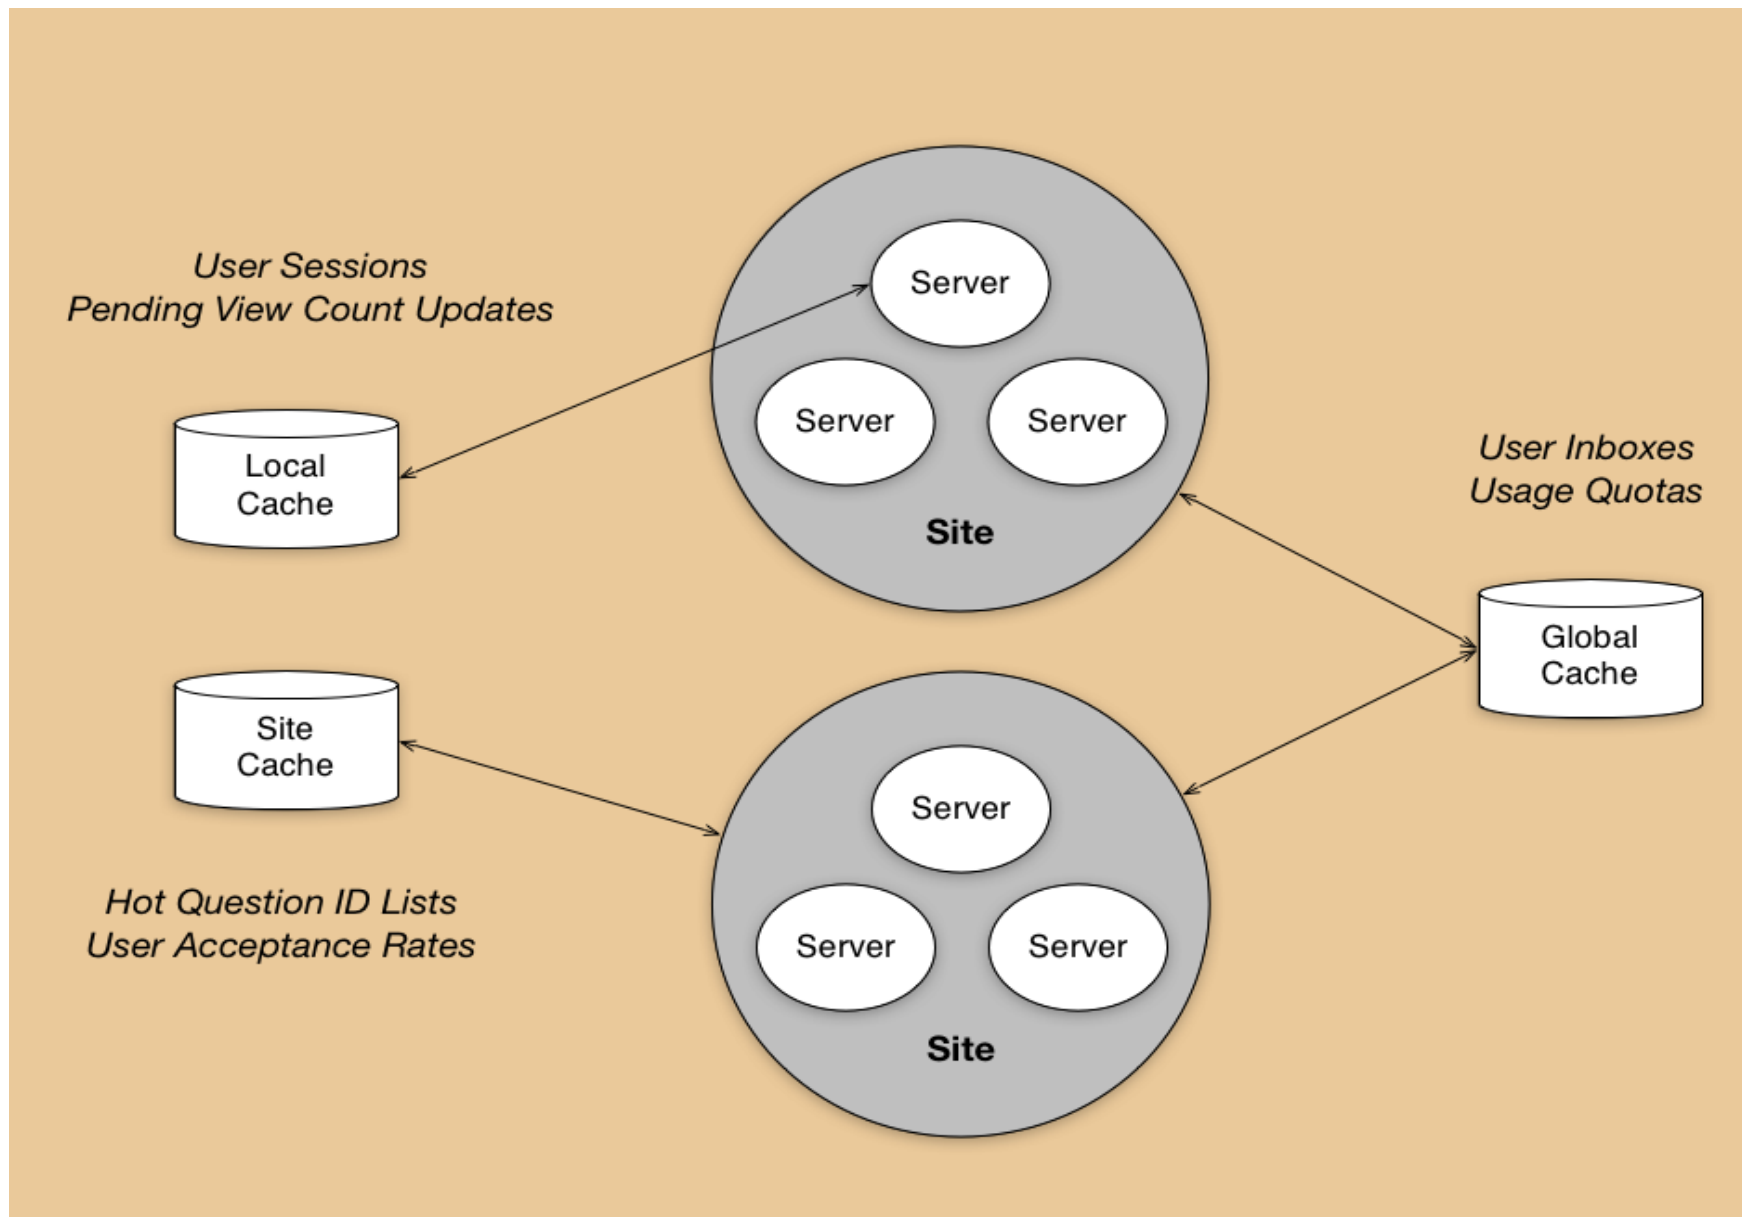 User Sessions
Pending View Count Updates
Local
Cache
Server
Server
Server
Site
User Inboxes
Usage Quotas
Global
Cache
Site
Cache
Hot Question ID Lists
User Acceptance Rates
Server
Server
Server
Site